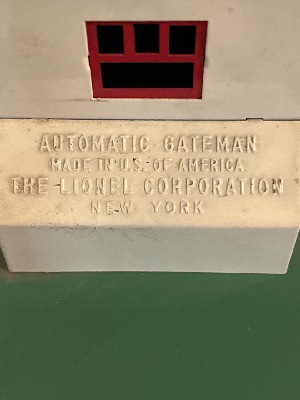 AUTOMATIC GATEMAN
MADE IN U.S. OF AMERICA
THE LIONEL CORPORATION
NEW YORK